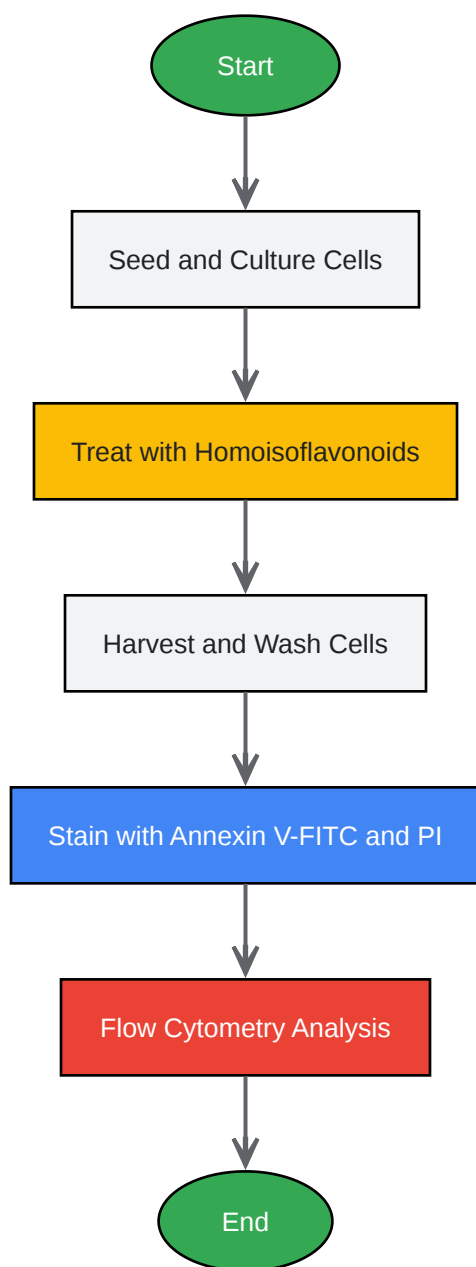 Start
Seed and Culture Cells
Treat with Homoisoflavonoids
Harvest and Wash Cells
Stain with Annexin V-FITC and PI
Flow Cytometry Analysis
End